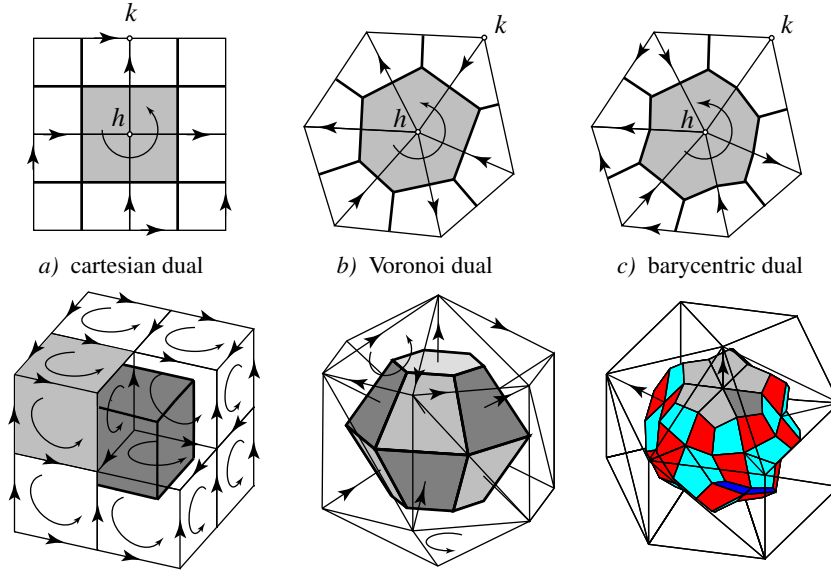 k
k
k
h
h
h
a) cartesian dual
b) Voronoi dual
c) barycentric dual